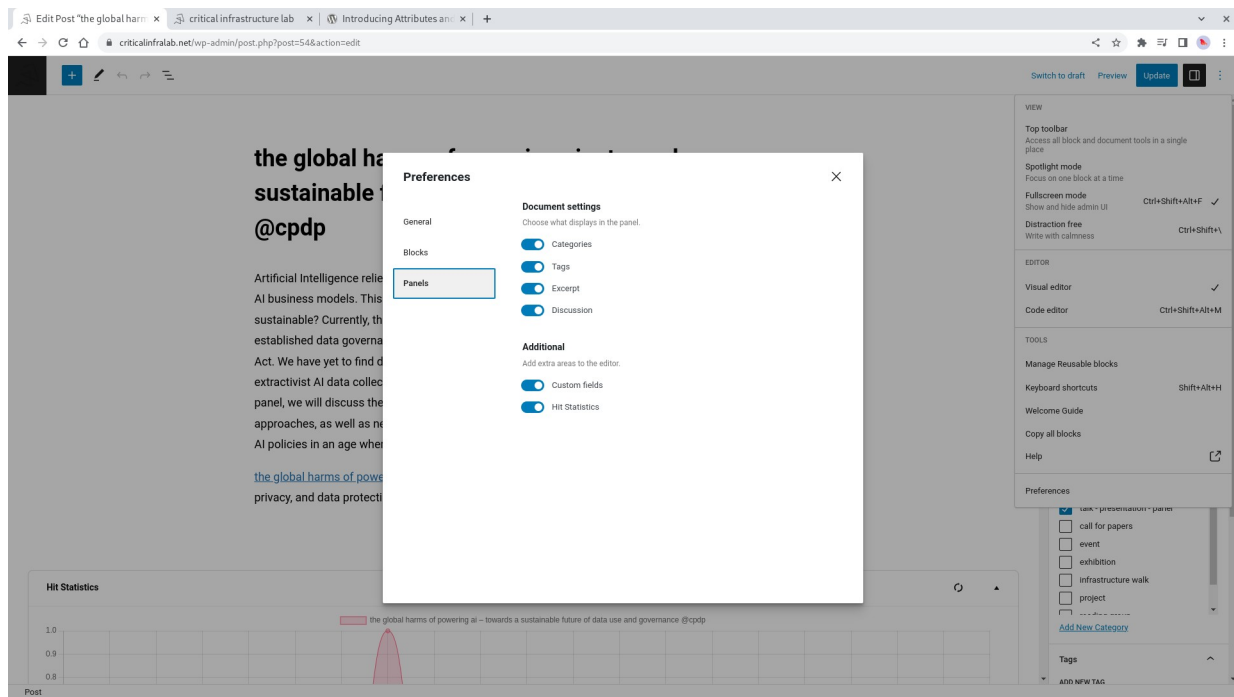 Edit Post "the global harm
critical infrastructure lab
Introducing Attributes and
criticalinfralab.net/wp-admin/post.php?post=54&action=edit
Switch to draft Preview Update
the global
sustainable
@cpdp
Artificial Intelligence relie
AI business models. This
sustainable? Currently, th
established data governa
Act. We have yet to find d
extractivist AI data collec
panel, we will discuss the
approaches, as well as ne
AI policies in an age wher
the global harms of powe
privacy, and data protecti
Preferences
General
Blocks
Panels
Document settings
Choose what displays in the panel.
Categories
Tags
Excerpt
Discussion
Additional
Add extra areas to the editor.
Custom fields
Hit Statistics
VIEW
Top toolbar
Access all block and document tools in a single
place
Spotlight mode
Focus on one block at a time
Fullscreen mode Ctrl+Shift+Alt+F
Show and hide admin UI
Distraction free Ctrl+Shift+\
Write with calmness
EDITOR
Visual editor
Code editor Ctrl+Shift+Alt+M
TOOLS
Manage Reusable blocks
Keyboard shortcuts Shift+Alt+H
Welcome Guide
Copy all blocks
Help
Preferences
talk - presentation - panel
call for papers
event
exhibition
infrastructure walk
project
Add New Category
Tags
ADD NEW TAG
Hit Statistics
the global harms of powering ai – towards a sustainable future of data use and governance @cpdp
1.0
0.9
0.8
Post